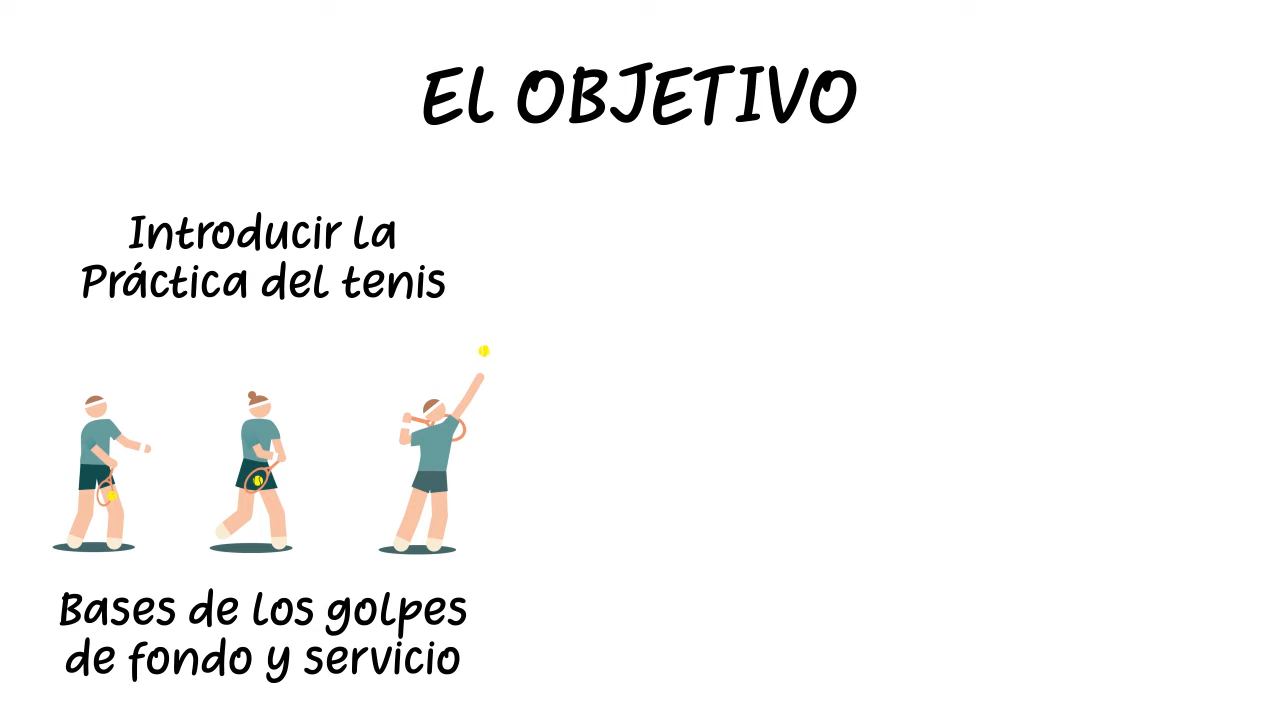 El OBJETIVO
Introducir la
Práctica del tenis
Bases de los golpes
de fondo y servicio